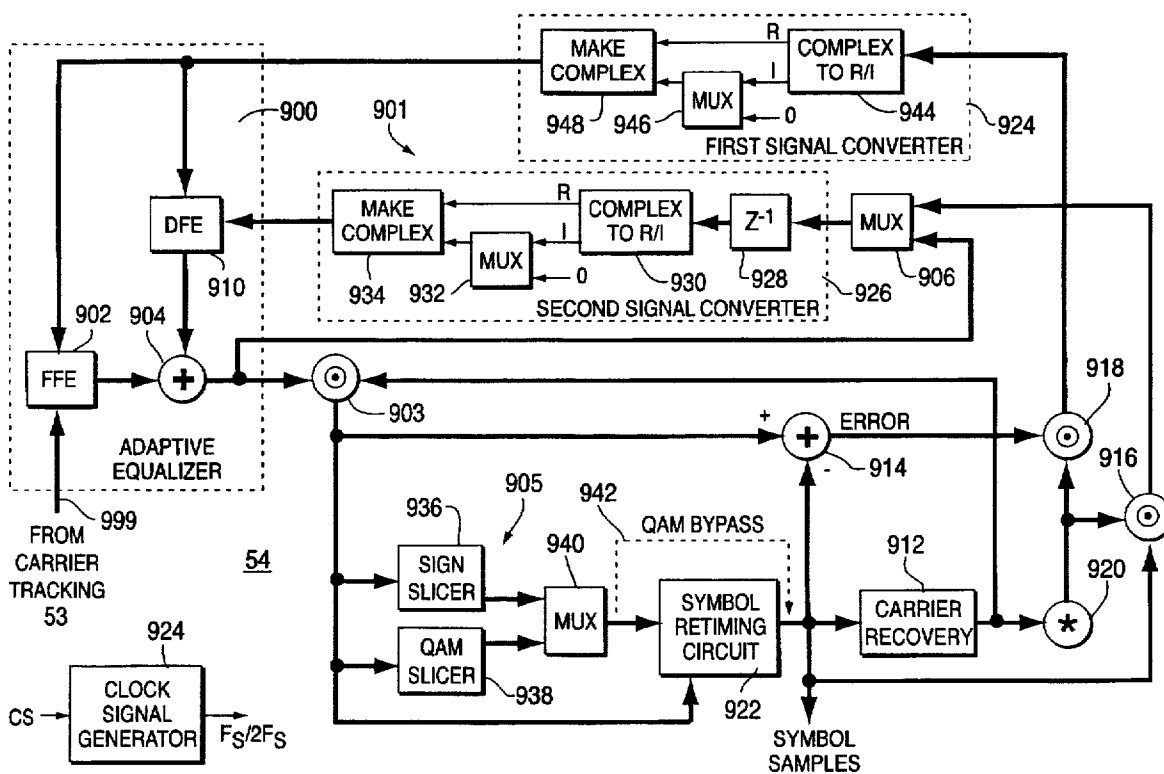 MAKE
COMPLEX
948
R
I
MUX
946
0
COMPLEX
TO R/I
944
924
FIRST SIGNAL CONVERTER
900
901
DFE
910
MAKE
COMPLEX
934
R
I
MUX
932
0
COMPLEX
TO R/I
930
Z-1
928
926
SECOND SIGNAL CONVERTER
MUX
906
902
FFE
904
+
ADAPTIVE
EQUALIZER
999
FROM
CARRIER
TRACKING
53
54
903
+
+
-
ERROR
914
918
916
905
936
SIGN
SLICER
QAM
SLICER
938
940
MUX
942
QAM BYPASS
SYMBOL
RETIMING
CIRCUIT
922
912
CARRIER
RECOVERY
*
920
SYMBOL
SAMPLES
924
CLOCK
SIGNAL
GENERATOR
CS
FS/2FS